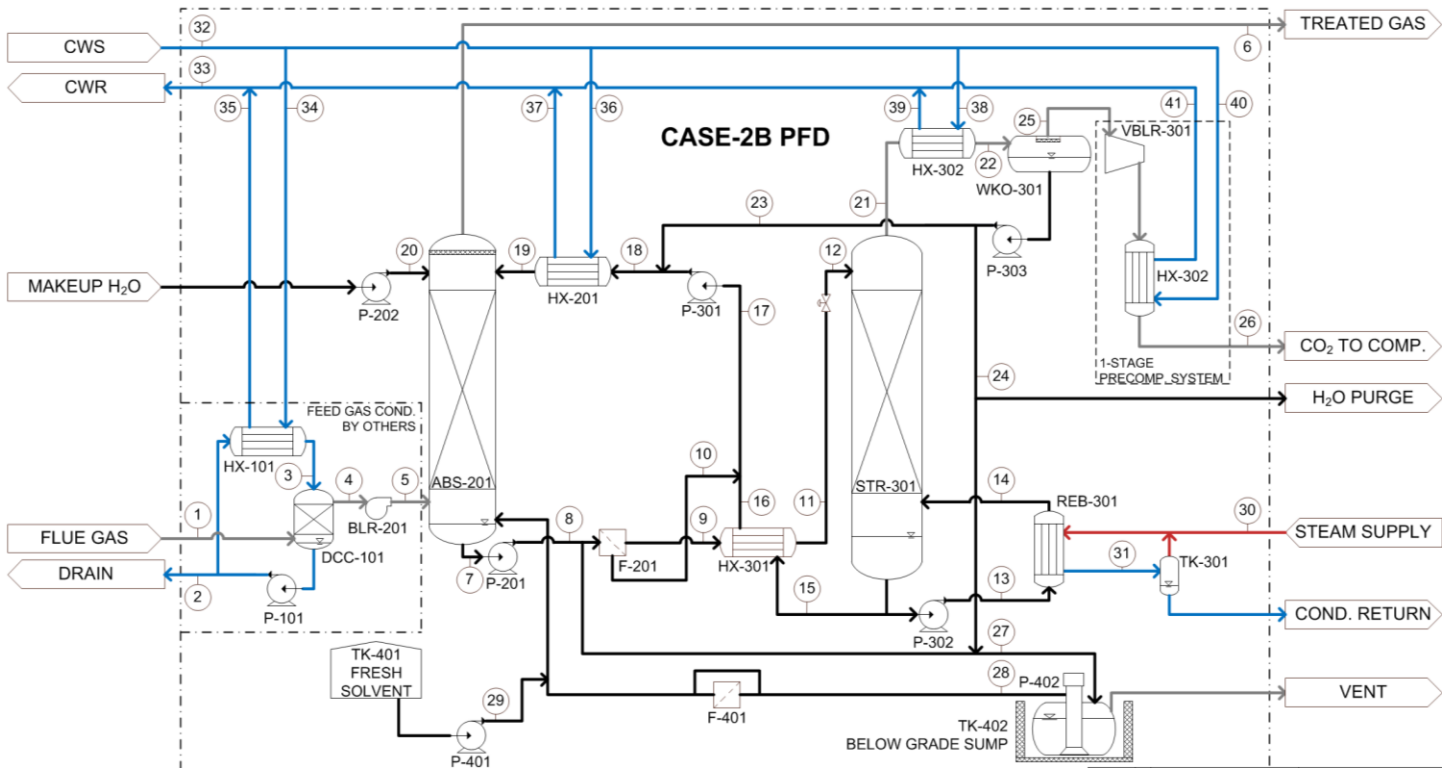 TREATED GAS
32
6
CWS
33
CWR
35
34
37
36
39
38
25
41
40
CASE-2B PFD
VBLR-301
HX-302
22
WKO-301
21
23
12
20
19
18
P-303
HX-302
MAKEUP H₂O
HX-201
P-301
P-202
17
26
CO₂ TO COMP.
1-STAGE
PRECOMP. SYSTEM
24
H₂O PURGE
FEED GAS COND.
BY OTHERS
HX-101
3
4
5
10
ABS-201
STR-301
14
REB-301
BLR-201
16
11
1
8
9
30
FLUE GAS
STEAM SUPPLY
DCC-101
31
TK-301
F-201
HX-301
DRAIN
7
P-201
2
15
13
COND. RETURN
P-101
P-302
27
TK-401
FRESH
SOLVENT
28
P-402
VENT
29
F-401
TK-402
BELOW GRADE SUMP
P-401